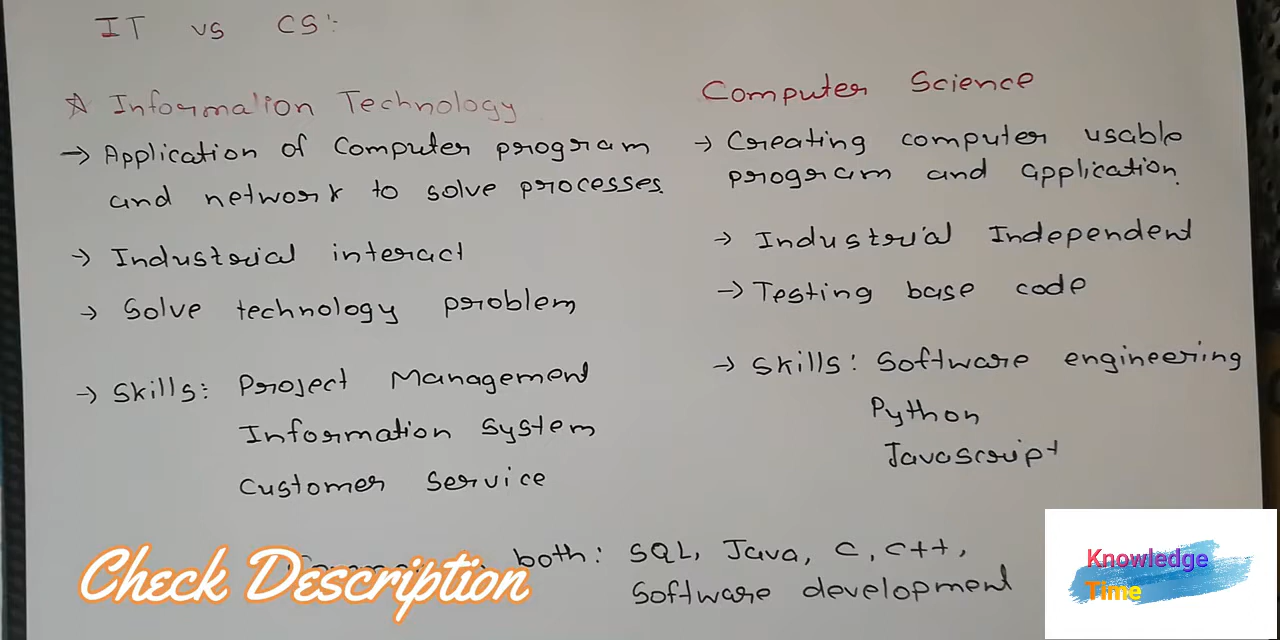 IT vs CS:
☆ Information Technology
→ Application of Computer program
and network to solve processes.
→ Industrial interact
→ Solve technology problem
→ Skills: Project Management
Information System
Customer Service
Computer Science
→ Creating computer usable
program and application.
→ Industrial Independent
→ Testing base code
→ Skills: Software engineering
Python
Javascript
both: SQL, Java, C, C++,
Software development
Check Description
Knowledge
Time